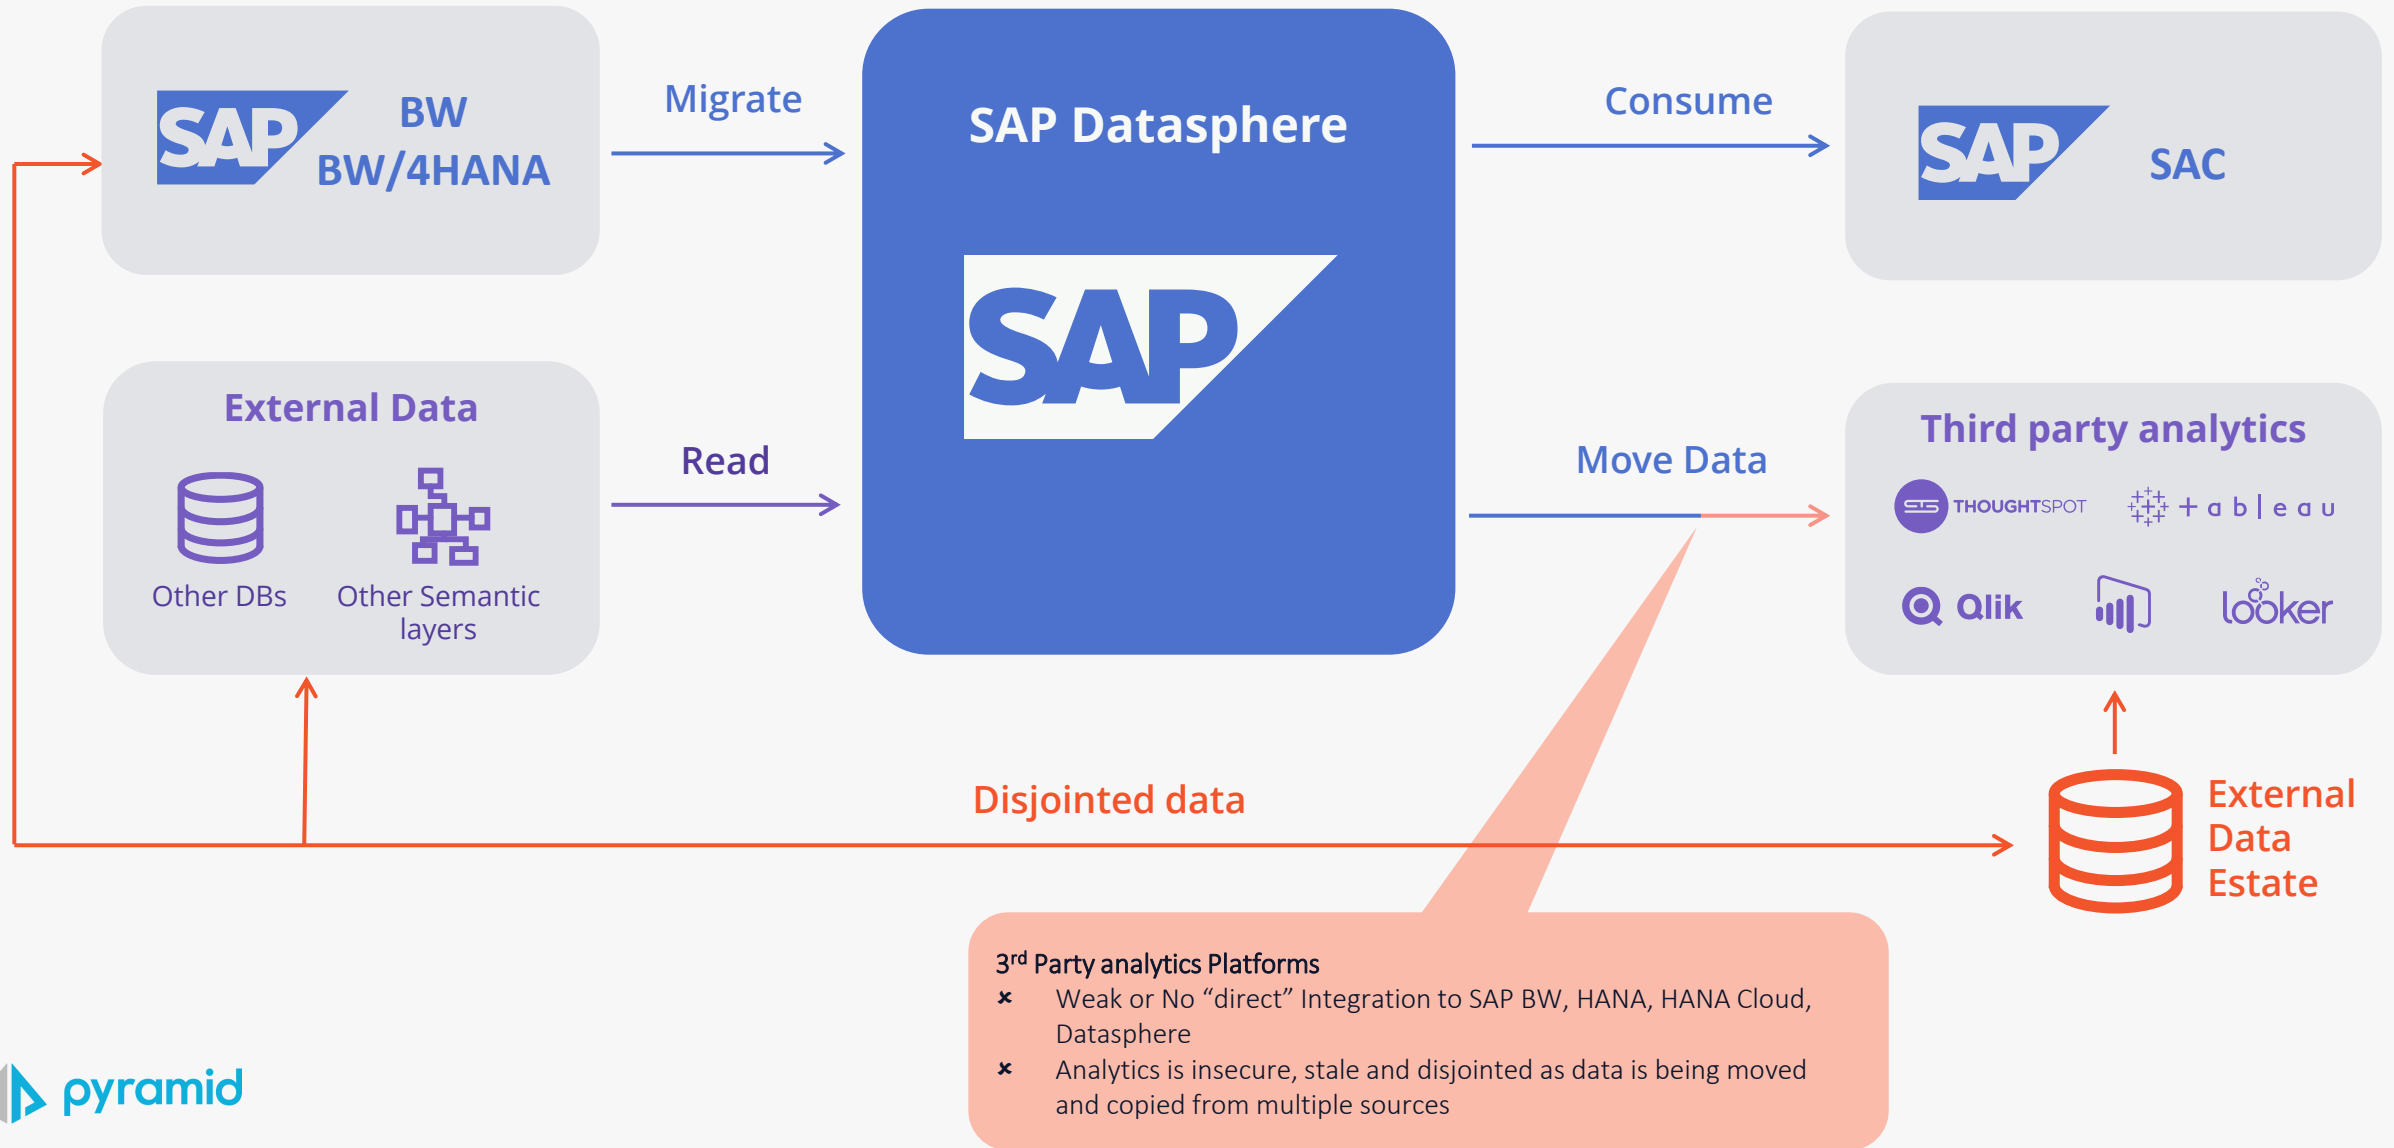 SAP
BW
BW/4HANA
Migrate
SAP Datasphere
SAP
Consume
SAP
SAC
External Data
Other DBs
Other Semantic
layers
Read
Move Data
Third party analytics
THOUGHTSPOT
+ableau
Qlik
looker
Disjointed data
External
Data
Estate
3rd Party analytics Platforms
× Weak or No “direct” Integration to SAP BW, HANA, HANA Cloud,
Datasphere
× Analytics is insecure, stale and disjointed as data is being moved
and copied from multiple sources
pyramid